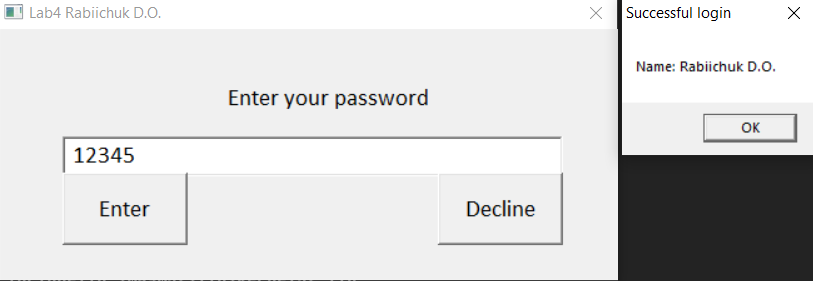 Lab4 Rabiichuk D.O.
Enter your password
12345
Enter
Decline
Successful login
Name: Rabiichuk D.O.
OK